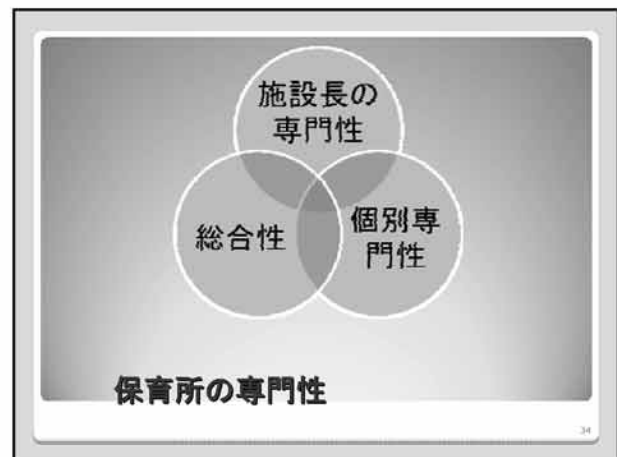 施設長の
専門性
総合性
個別専
門性
保育所の専門性
34